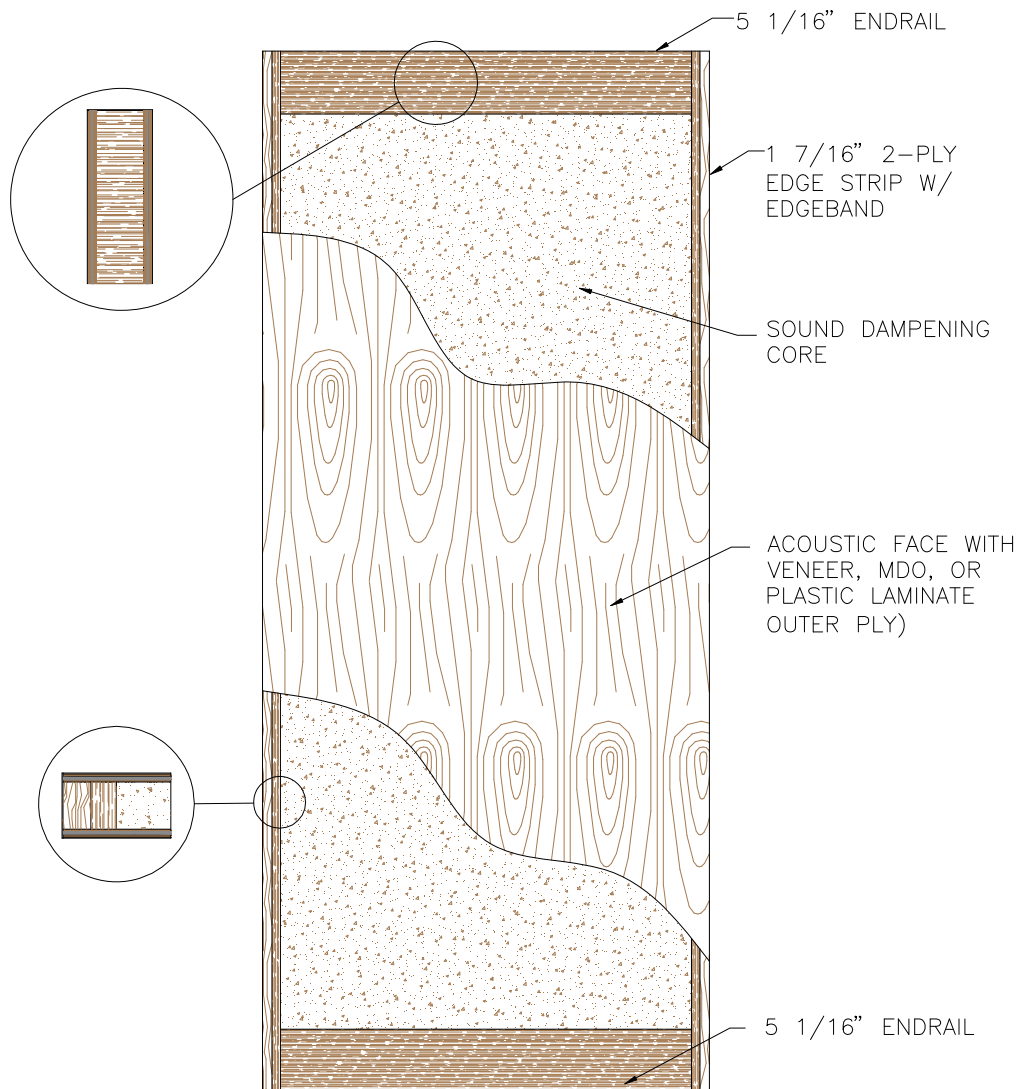 5 1/16” ENDRAIL
1 7/16” 2–PLY
EDGE STRIP W/
EDGEBAND
SOUND DAMPENING
CORE
ACOUSTIC FACE WITH
VENEER, MDO, OR
PLASTIC LAMINATE
OUTER PLY)
5 1/16” ENDRAIL